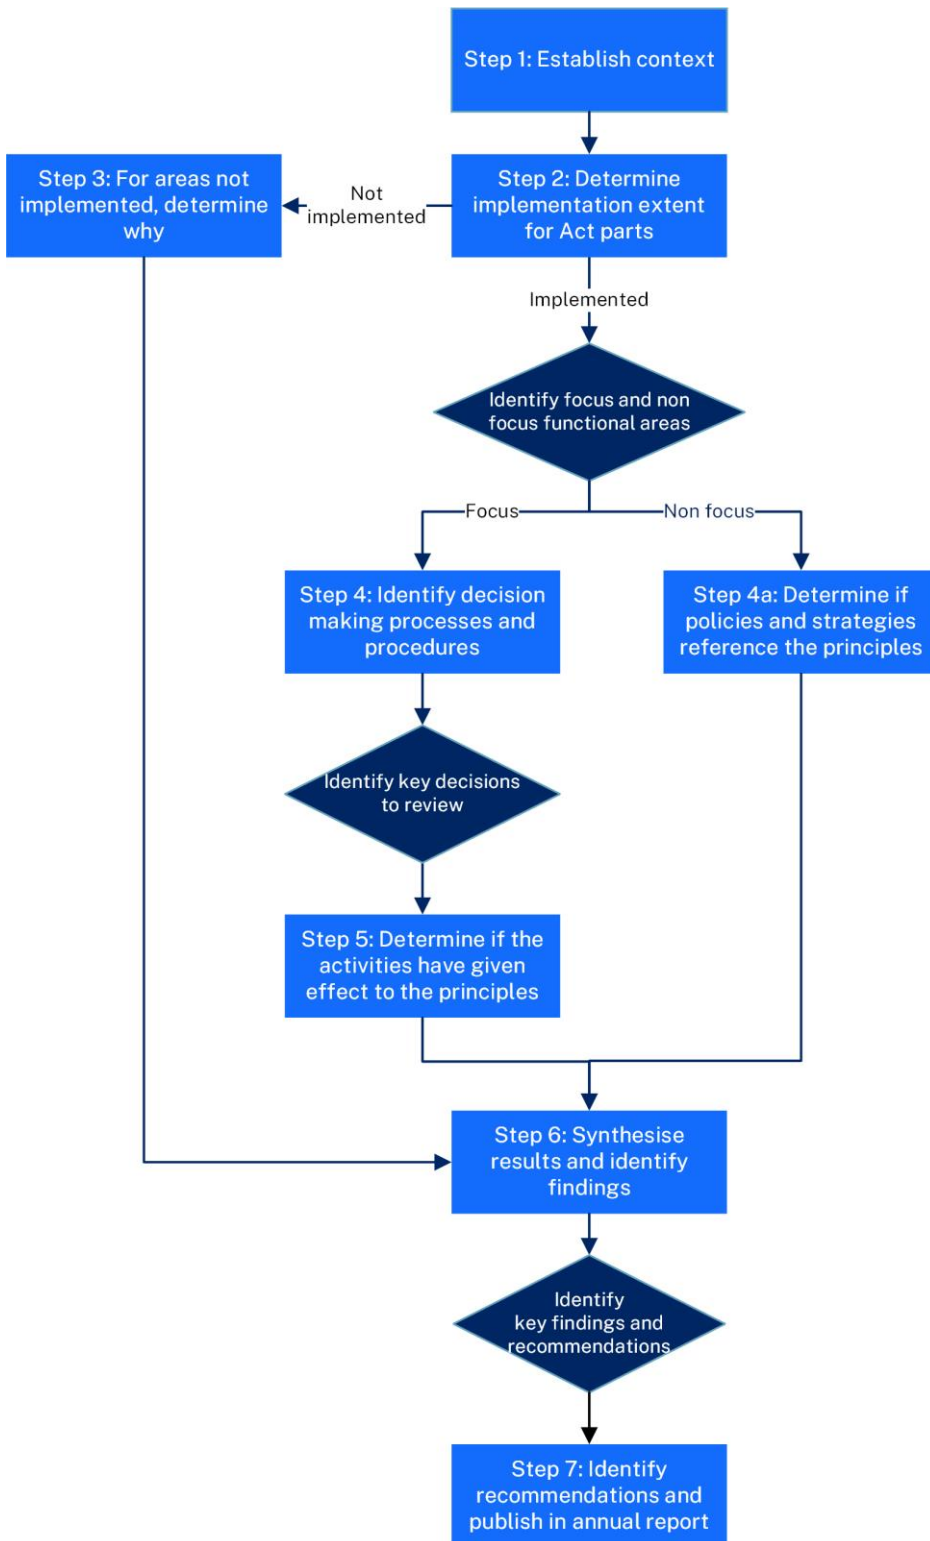 Step 1: Establish context
Step 3: For areas not
implemented, determine
why
Not
implemented
Step 2: Determine
implementation extent
for Act parts
Implemented
Identify focus and non
focus functional areas
Focus
Non focus
Step 4: Identify decision
making processes and
procedures
Step 4a: Determine if
policies and strategies
reference the principles
Identify key decisions
to review
Step 5: Determine if the
activities have given
effect to the principles
Step 6: Synthesise
results and identify
findings
Identify
key findings and
recommendations
Step 7: Identify
recommendations and
publish in annual report